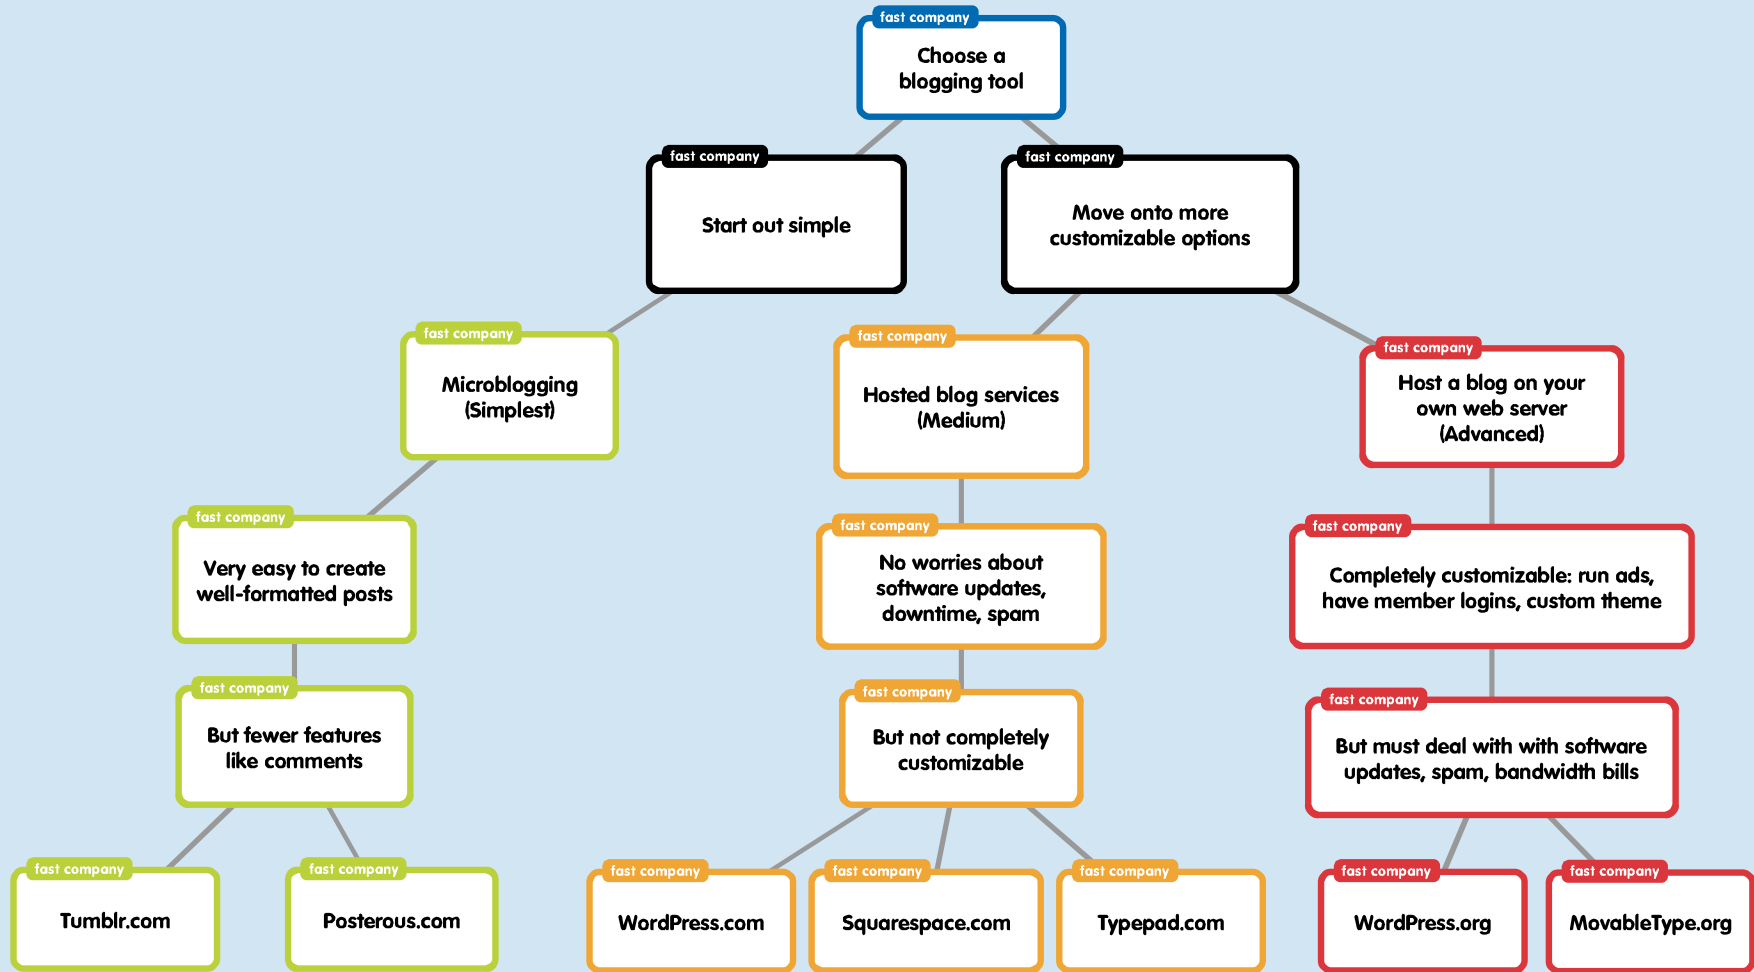 fast company
Choose a
blogging tool
fast company
Start out simple
fast company
Move onto more
customizable options
fast company
Microblogging
(Simplest)
fast company
Hosted blog services
(Medium)
fast company
Host a blog on your
own web server
(Advanced)
fast company
Very easy to create
well-formatted posts
fast company
No worries about
software updates,
downtime, spam
fast company
Completely customizable: run ads,
have member logins, custom theme
fast company
But fewer features
like comments
fast company
But not completely
customizable
fast company
But must deal with with software
updates, spam, bandwidth bills
fast company
Tumblr.com
fast company
Posterous.com
fast company
WordPress.com
fast company
Squarespace.com
fast company
Typepad.com
fast company
WordPress.org
fast company
MovableType.org